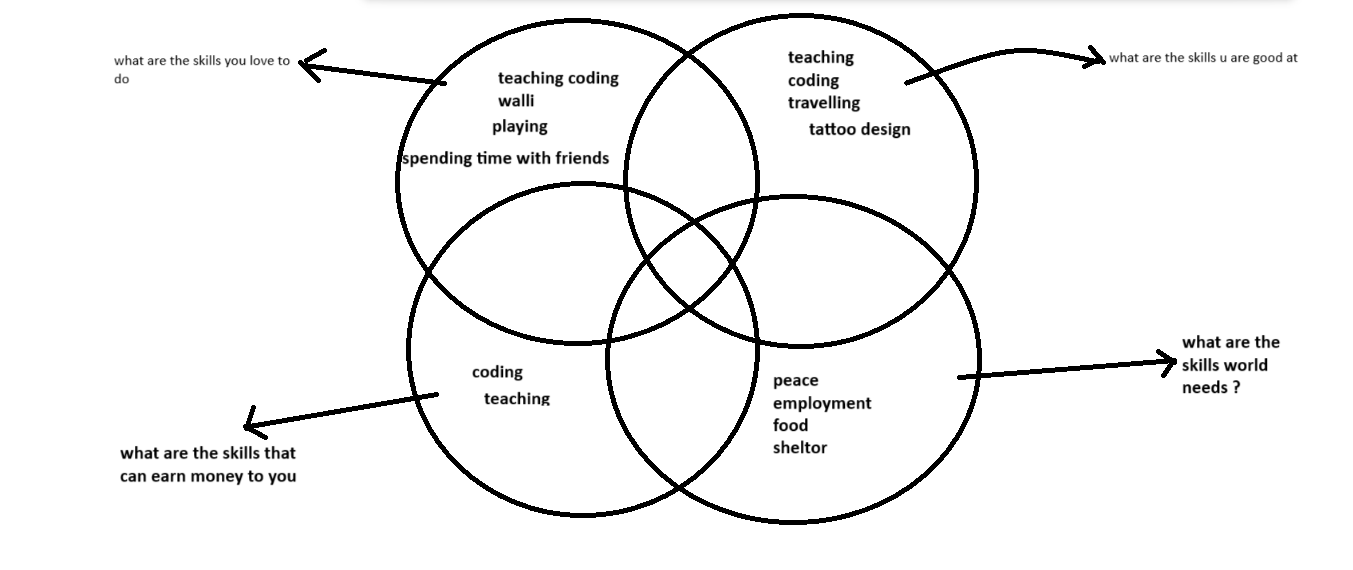 what are the skills you love to
do
teaching coding
walli
playing
spending time with friends
teaching
coding
travelling
tattoo design
what are the skills u are good at
coding
teaching
what are the skills that
can earn money to you
peace
employment
food
sheltor
what are the
skills world
needs ?